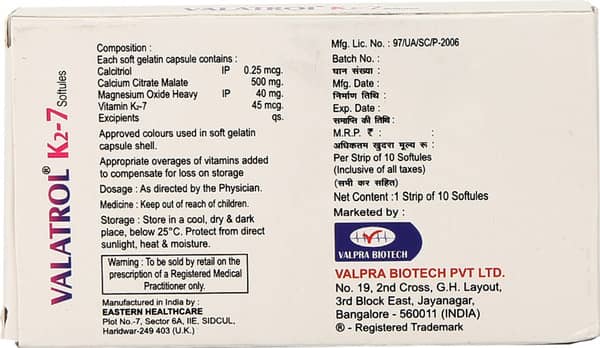 VALATROL® K2-7
Softules
Composition :
Each soft gelatin capsule contains :
Calcitriol IP 0.25 mcg.
Calcium Citrate Malate 500 mg.
Magnesium Oxide Heavy IP 40 mg.
Vitamin K2-7 45 mcg.
Excipients qs.
Approved colours used in soft gelatin
capsule shell.
Appropriate overages of vitamins added
to compensate for loss on storage
Dosage : As directed by the Physician.
Medicine : Keep out of reach of children.
Storage : Store in a cool, dry & dark
place, below 25°C. Protect from direct
sunlight, heat & moisture.
Warning : To be sold by retail on the
prescription of a Registered Medical
Practitioner only.
Manufactured in India by :
EASTERN HEALTHCARE
Plot No.-7, Sector 6A, IIE, SIDCUL,
Haridwar-249 403 (U.K.)
Mfg. Lic. No. : 97/UA/SC/P-2006
Batch No. :
घान संख्या :
Mfg. Date :
निर्माण तिथि :
Exp. Date :
समाप्ति की तिथि :
M.R.P. ₹ :
अधिकतम खुदरा मूल्य रू :
Per Strip of 10 Softules
(Inclusive of all taxes)
(सभी कर सहित)
Net Content :1 Strip of 10 Softules
Marketed by :
VALPRA BIOTECH
VALPRA BIOTECH PVT LTD.
No. 19, 2nd Cross, G.H. Layout,
3rd Block East, Jayanagar,
Bangalore - 560011 (INDIA)
® - Registered Trademark